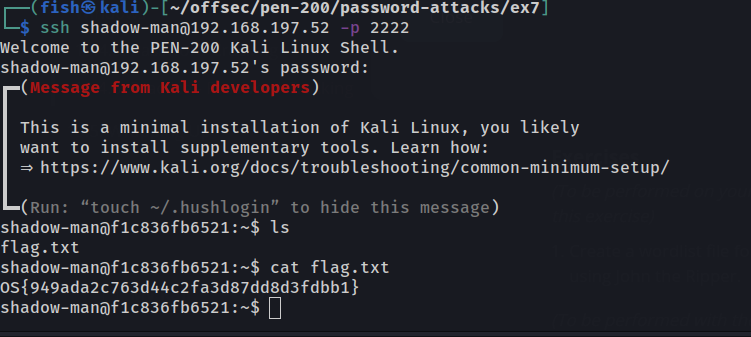 ┌──(fish㉿kali)-[~/offsec/pen-200/password-attacks/ex7]
└─$ ssh shadow-man@192.168.197.52 -p 2222
Welcome to the PEN-200 Kali Linux Shell.
shadow-man@192.168.197.52's password:
┏━(Message from Kali developers)
┃ This is a minimal installation of Kali Linux, you likely
┃ want to install supplementary tools. Learn how:
┃ ⇒ https://www.kali.org/docs/troubleshooting/common-minimum-setup/
┗━(Run: “touch ~/.hushlogin” to hide this message)
shadow-man@f1c836fb6521:~$ ls
flag.txt
shadow-man@f1c836fb6521:~$ cat flag.txt
OS{949ada2c763d44c2fa3d87dd8d3fdbb1}
shadow-man@f1c836fb6521:~$